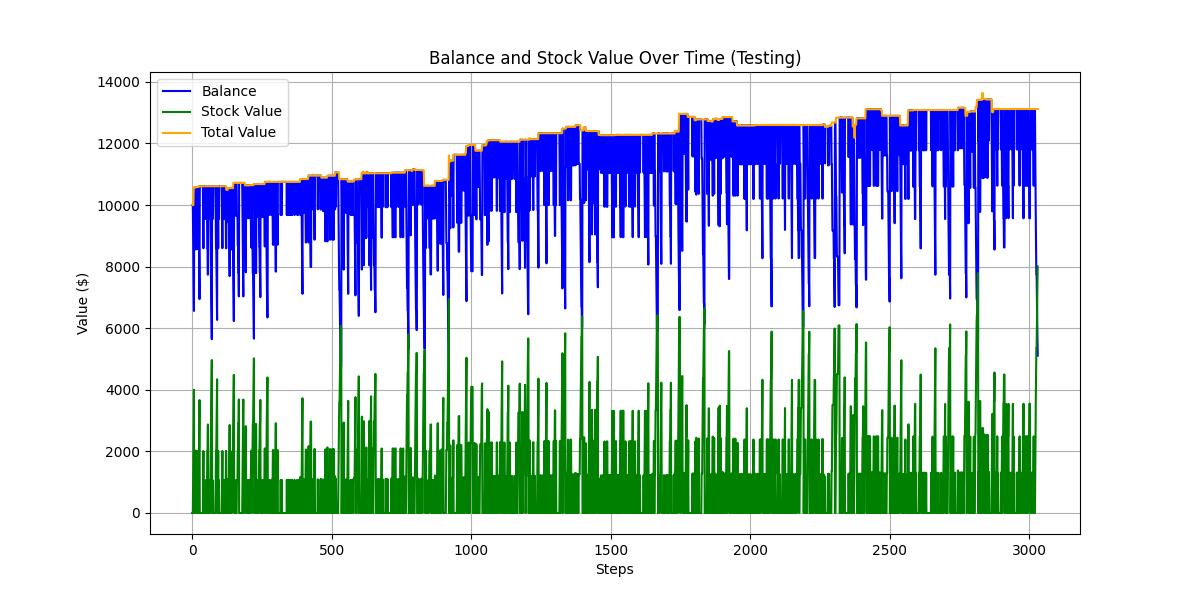 Balance and Stock Value Over Time (Testing)
Balance
Stock Value
Total Value
Value ($)
14000
12000
10000
8000
6000
4000
2000
0
0 500 1000 1500 2000 2500 3000
Steps